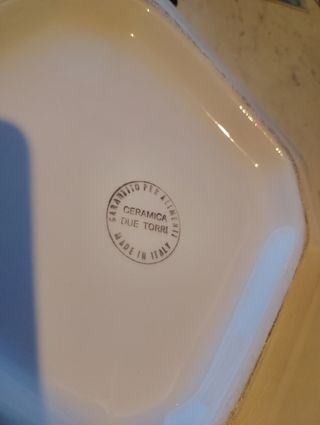 GARANTITO PER ALIMENTI
CERAMICA
DUE TORRI
MADE IN ITALY